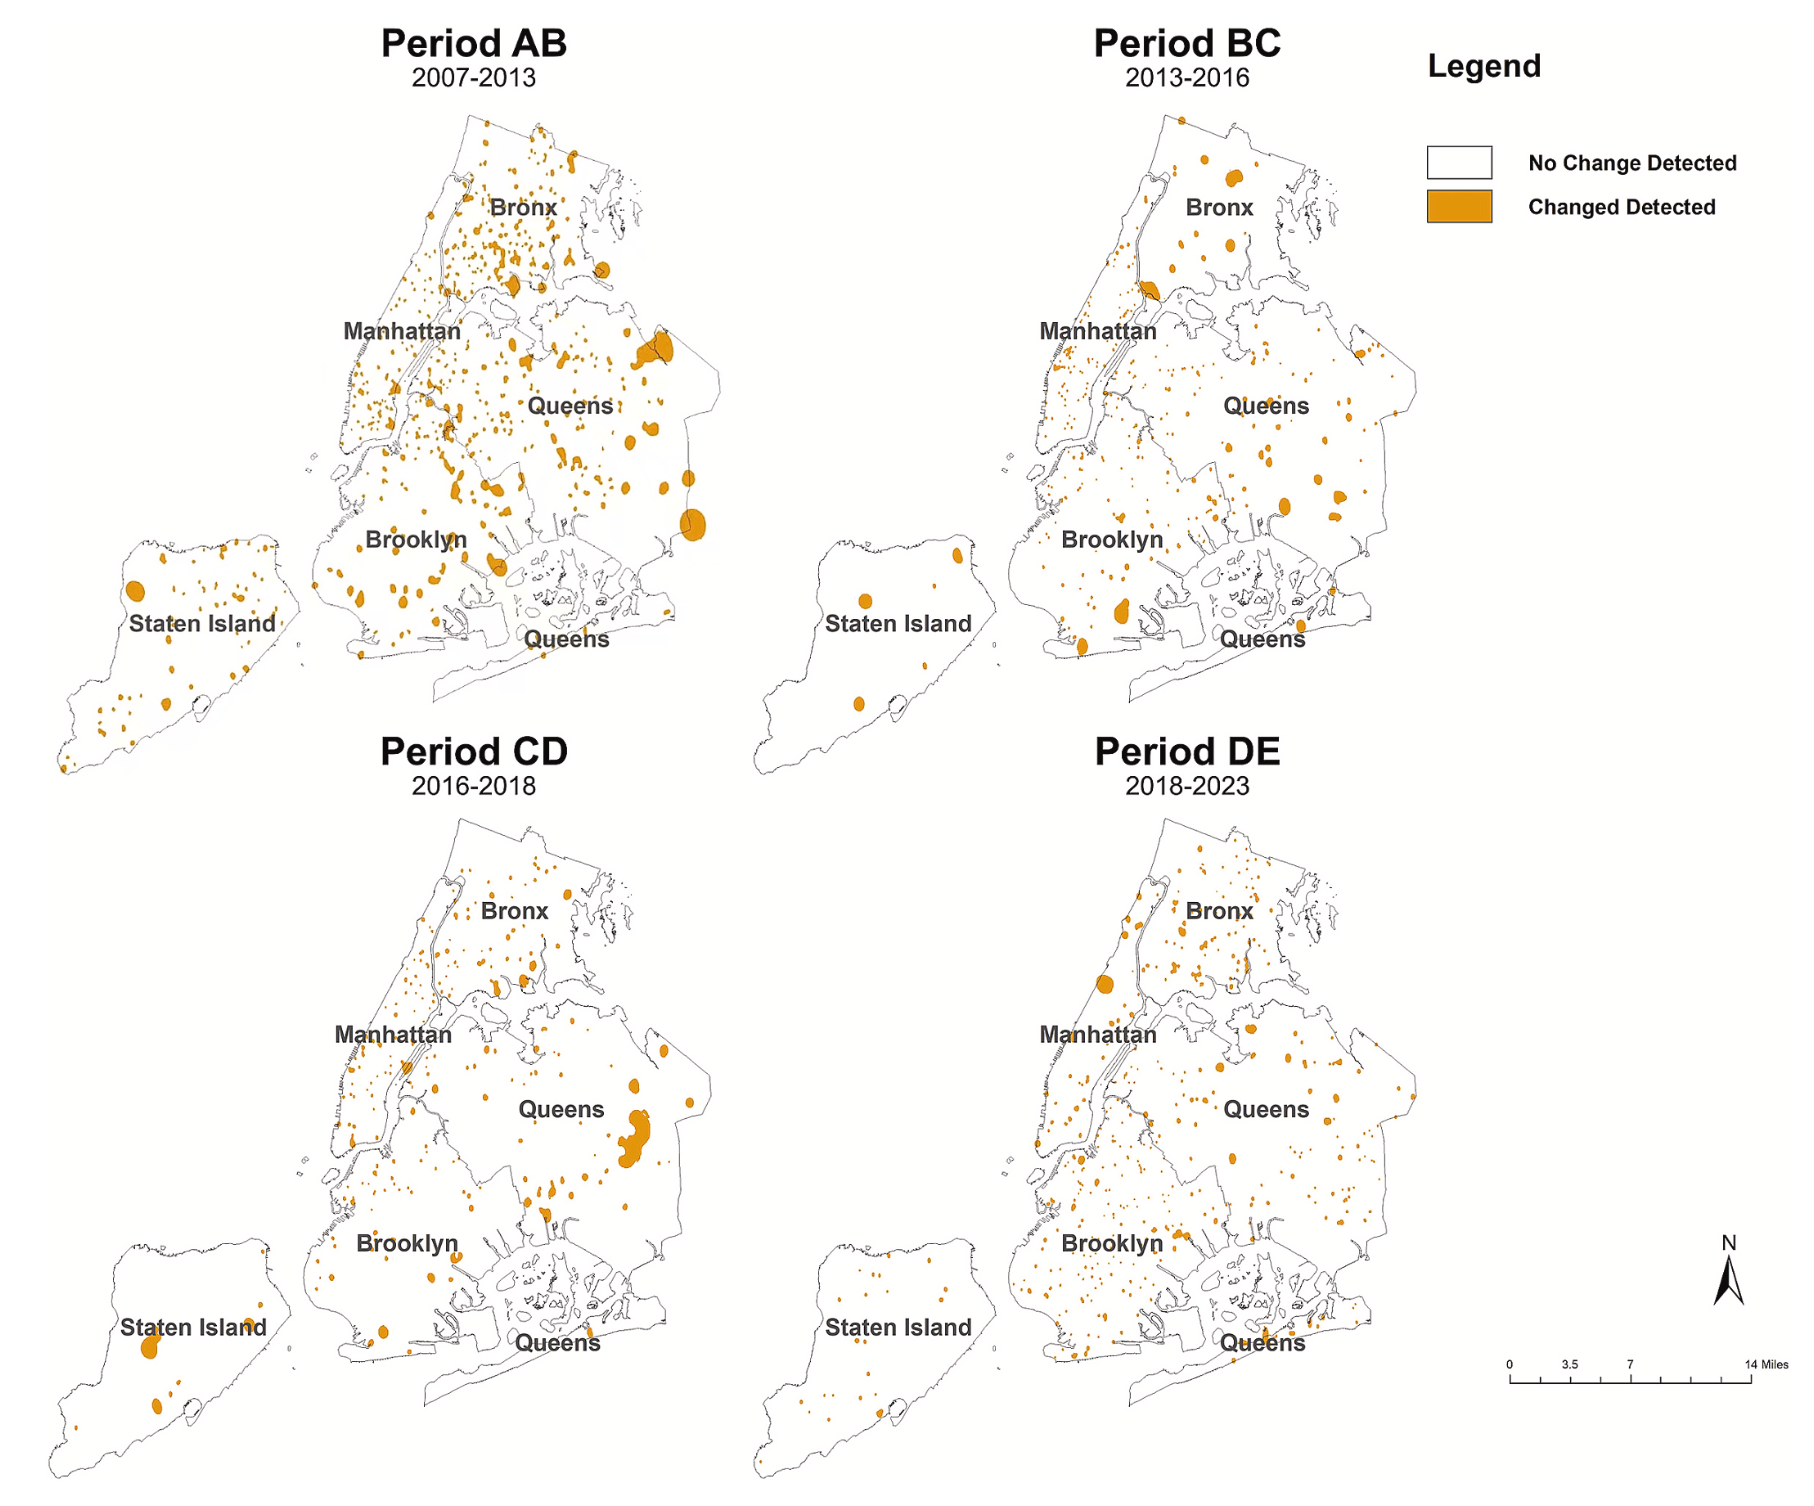 Period AB
2007-2013
Period BC
2013-2016
Legend
No Change Detected
Changed Detected
Bronx
Manhattan
Queens
Brooklyn
Staten Island
Queens
Bronx
Manhattan
Queens
Brooklyn
Staten Island
Queens
Period CD
2016-2018
Period DE
2018-2023
Bronx
Manhattan
Queens
Brooklyn
Staten Island
Queens
Bronx
Manhattan
Queens
Brooklyn
Staten Island
Queens
N
0 3.5 7 14 Miles